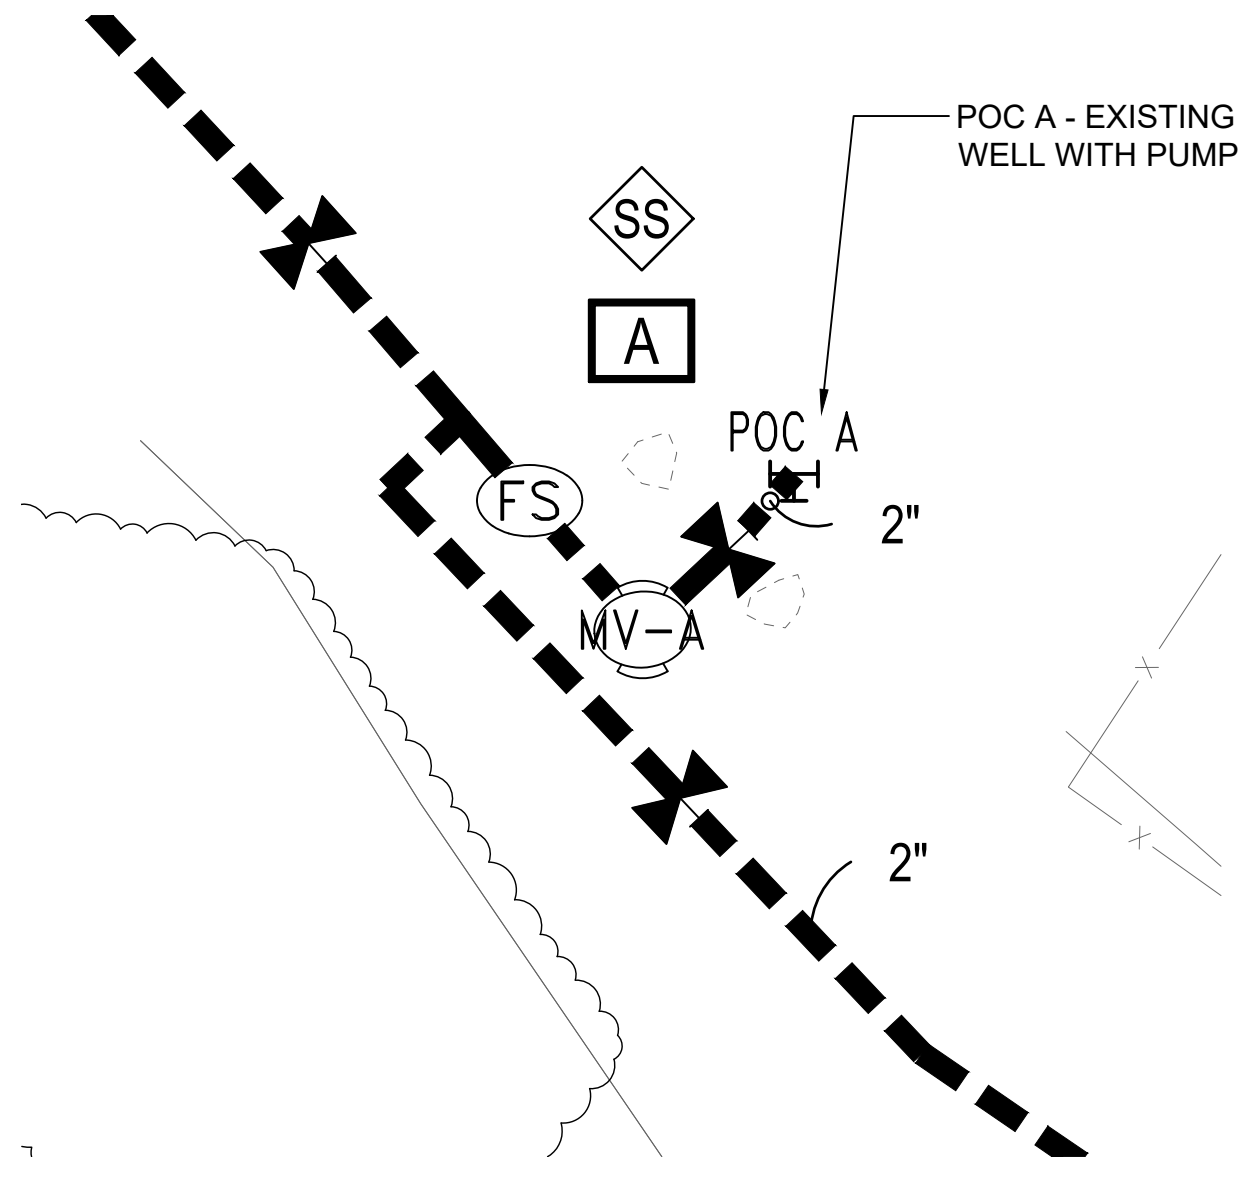 POC A - EXISTING
WELL WITH PUMP
SS
A
POC A
FS
2"
MV-A
X
2"
X